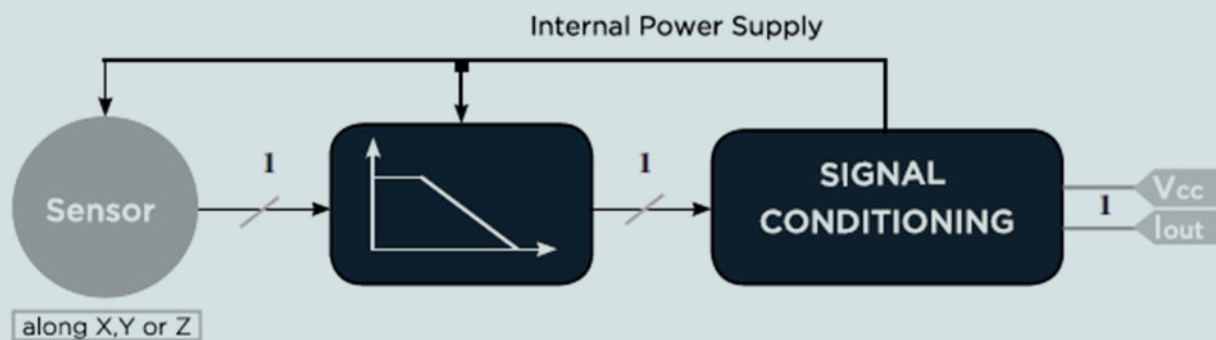 Internal Power Supply
1
1
Sensor
SIGNAL
CONDITIONING
Vcc
1
Iout
along X,Y or Z